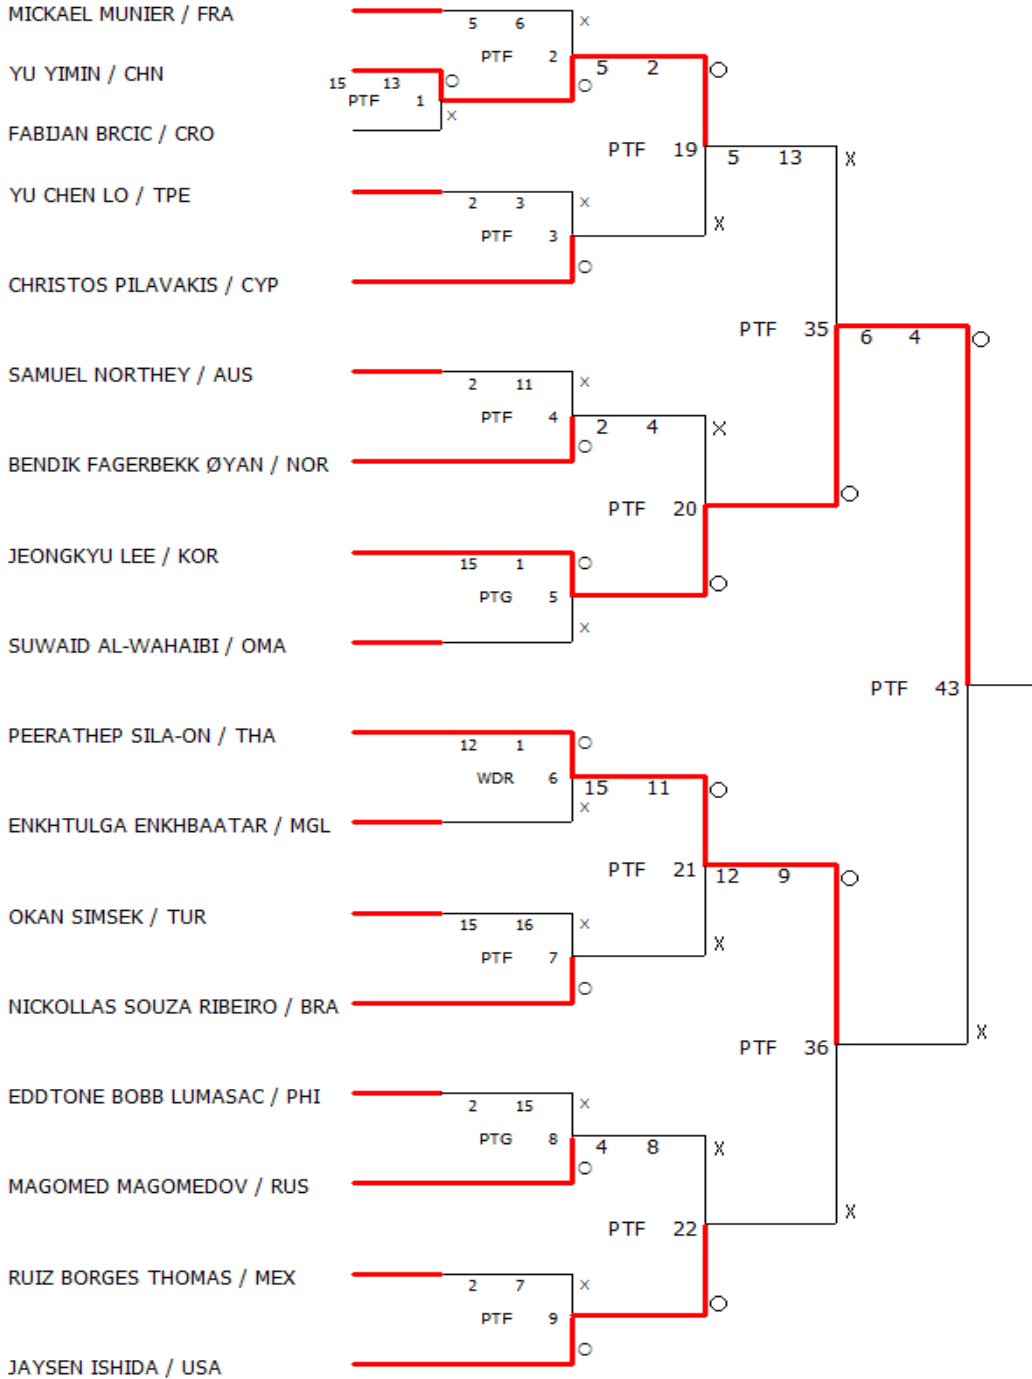 MICKAEL MUNIER / FRA
5 6 X
PTF 2
5 2 O
YU YIMIN / CHN
15 13 O
PTF 1
O
X
FABIJAN BRCIC / CRO
PTF 19
5 13 X
YU CHEN LO / TPE
2 3 X
PTF 3
X
O
CHRISTOS PILAVAKIS / CYP
PTF 35
6 4 O
SAMUEL NORTHEY / AUS
2 11 X
PTF 4
2 4 X
O
BENDIK FAGERBEKK ØYAN / NOR
O
PTF 20
JEONGKYU LEE / KOR
15 1 O
PTG 5
O
X
SUWAID AL-WAHAIBI / OMA
PTF 43
PEERATHEP SILA-ON / THA
12 1 O
WDR 6
15 11 O
X
ENKHTULGA ENKHBAATAR / MGL
PTF 21
12 9 O
OKAN SIMSEK / TUR
15 16 X
PTF 7
X
O
NICKOLLAS SOUZA RIBEIRO / BRA
X
PTF 36
EDDTONE BOBB LUMASAC / PHI
2 15 X
PTG 8
4 8 X
O
MAGOMED MAGOMEDOV / RUS
X
PTF 22
RUIZ BORGES THOMAS / MEX
2 7 X
PTF 9
O
O
JAYSEN ISHIDA / USA